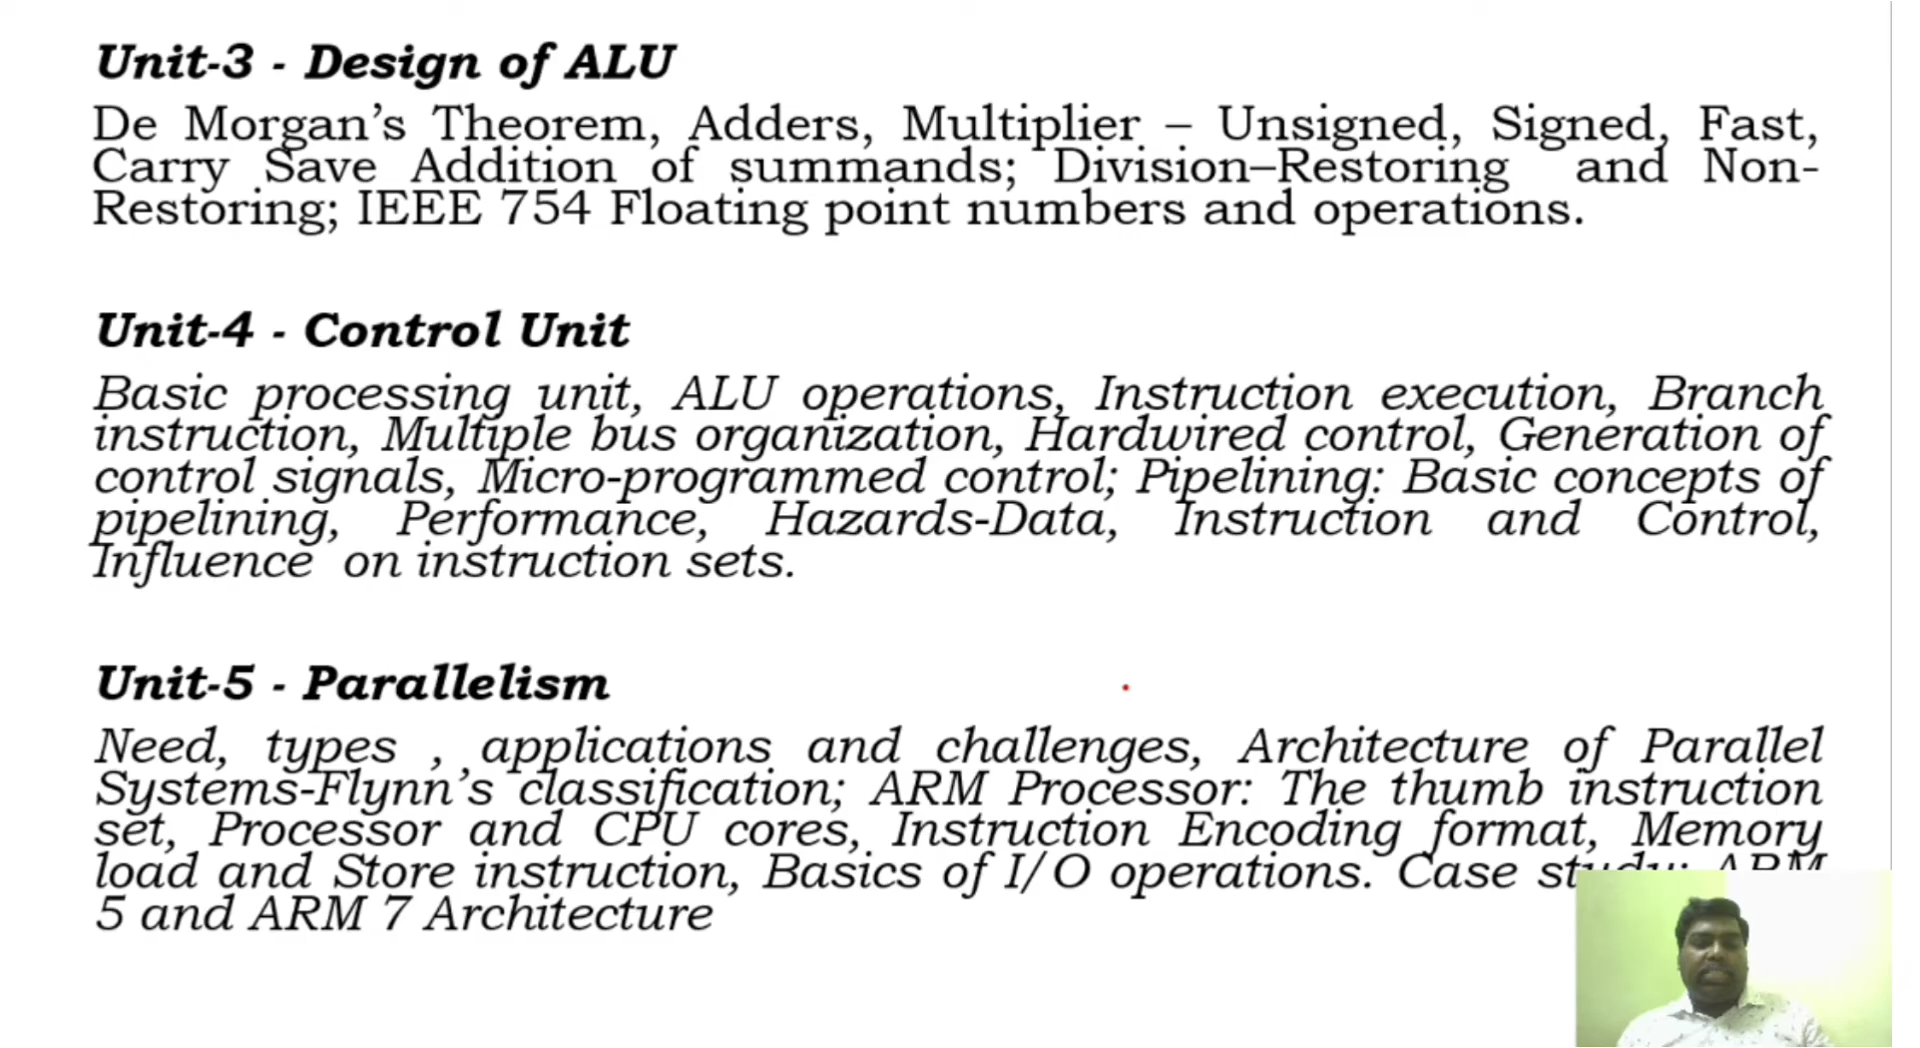 Unit-3 - Design of ALU
De Morgan’s Theorem, Adders, Multiplier – Unsigned, Signed, Fast,
Carry Save Addition of summands; Division–Restoring and Non-
Restoring; IEEE 754 Floating point numbers and operations.
Unit-4 - Control Unit
Basic processing unit, ALU operations, Instruction execution, Branch
instruction, Multiple bus organization, Hardwired control, Generation of
control signals, Micro-programmed control; Pipelining: Basic concepts of
pipelining, Performance, Hazards-Data, Instruction and Control,
Influence on instruction sets.
Unit-5 - Parallelism
Need, types , applications and challenges, Architecture of Parallel
Systems-Flynn’s classification; ARM Processor: The thumb instruction
set, Processor and CPU cores, Instruction Encoding format, Memory
load and Store instruction, Basics of I/O operations. Case study: ARM
5 and ARM 7 Architecture